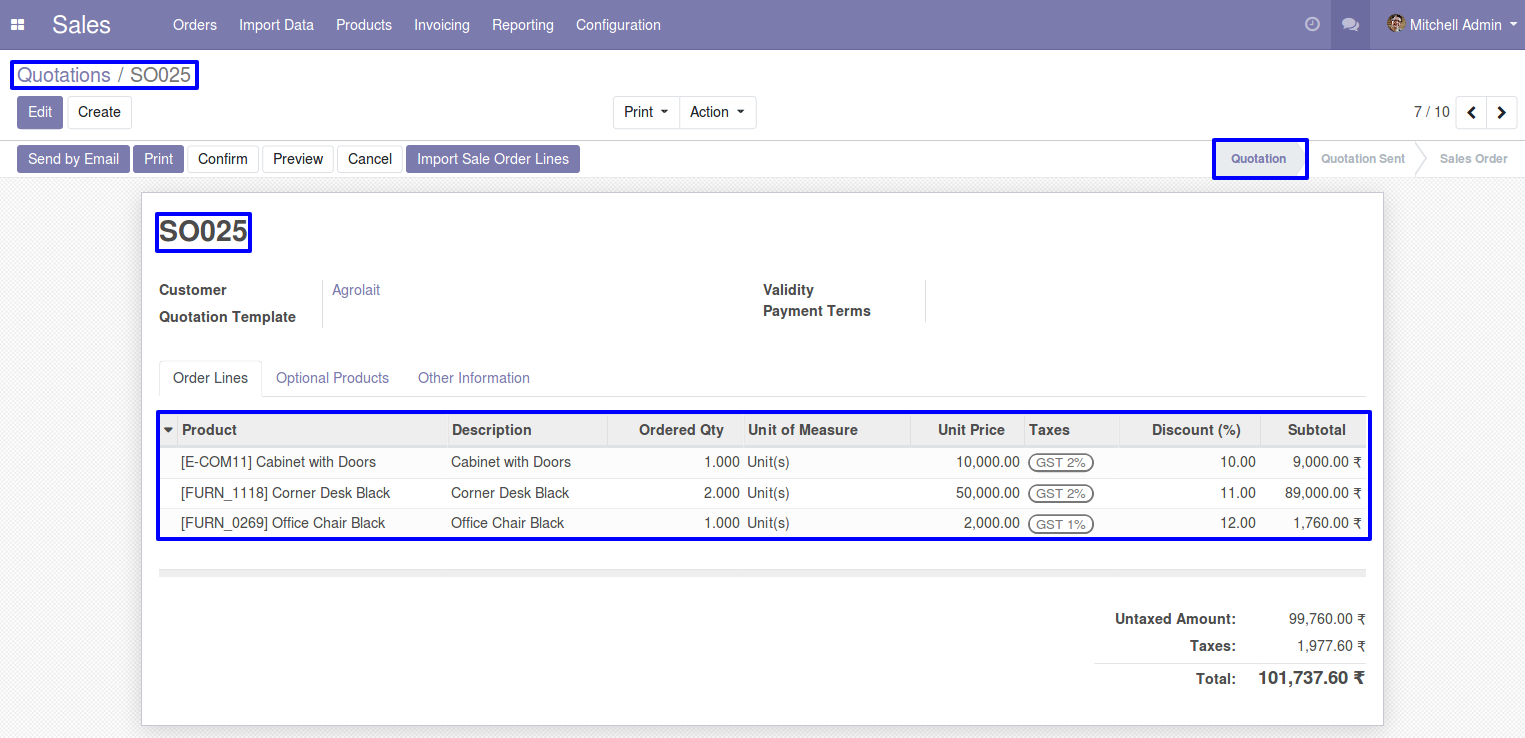 Sales Orders Import Data Products Invoicing Reporting Configuration Mitchell Admin
Quotations / SO025
Edit Create Print Action 7 / 10
Send by Email Print Confirm Preview Cancel Import Sale Order Lines Quotation Quotation Sent Sales Order
SO025
Customer Agrolait Validity
Quotation Template Payment Terms
Order Lines Optional Products Other Information
Product Description Ordered Qty Unit of Measure Unit Price Taxes Discount (%) Subtotal
[E-COM11] Cabinet with Doors Cabinet with Doors 1.000 Unit(s) 10,000.00 GST 2% 10.00 9,000.00 ₹
[FURN_1118] Corner Desk Black Corner Desk Black 2.000 Unit(s) 50,000.00 GST 2% 11.00 89,000.00 ₹
[FURN_0269] Office Chair Black Office Chair Black 1.000 Unit(s) 2,000.00 GST 1% 12.00 1,760.00 ₹
Untaxed Amount: 99,760.00 ₹
Taxes: 1,977.60 ₹
Total: 101,737.60 ₹